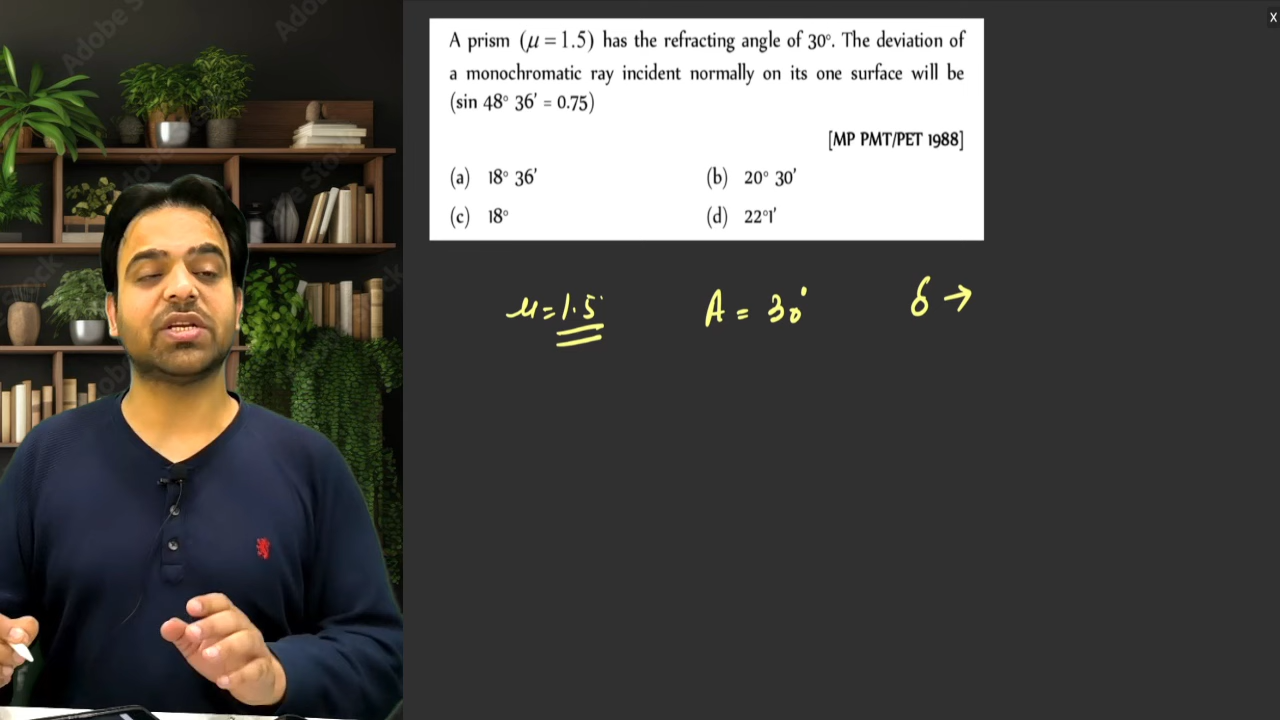 X
A prism (μ = 1.5) has the refracting angle of 30°. The deviation of
a monochromatic ray incident normally on its one surface will be
(sin 48° 36′ = 0.75)
[MP PMT/PET 1988]
(a) 18° 36′ (b) 20° 30′
(c) 18° (d) 22°1′
μ = 1.5 A = 30° δ →
Adobe Stock